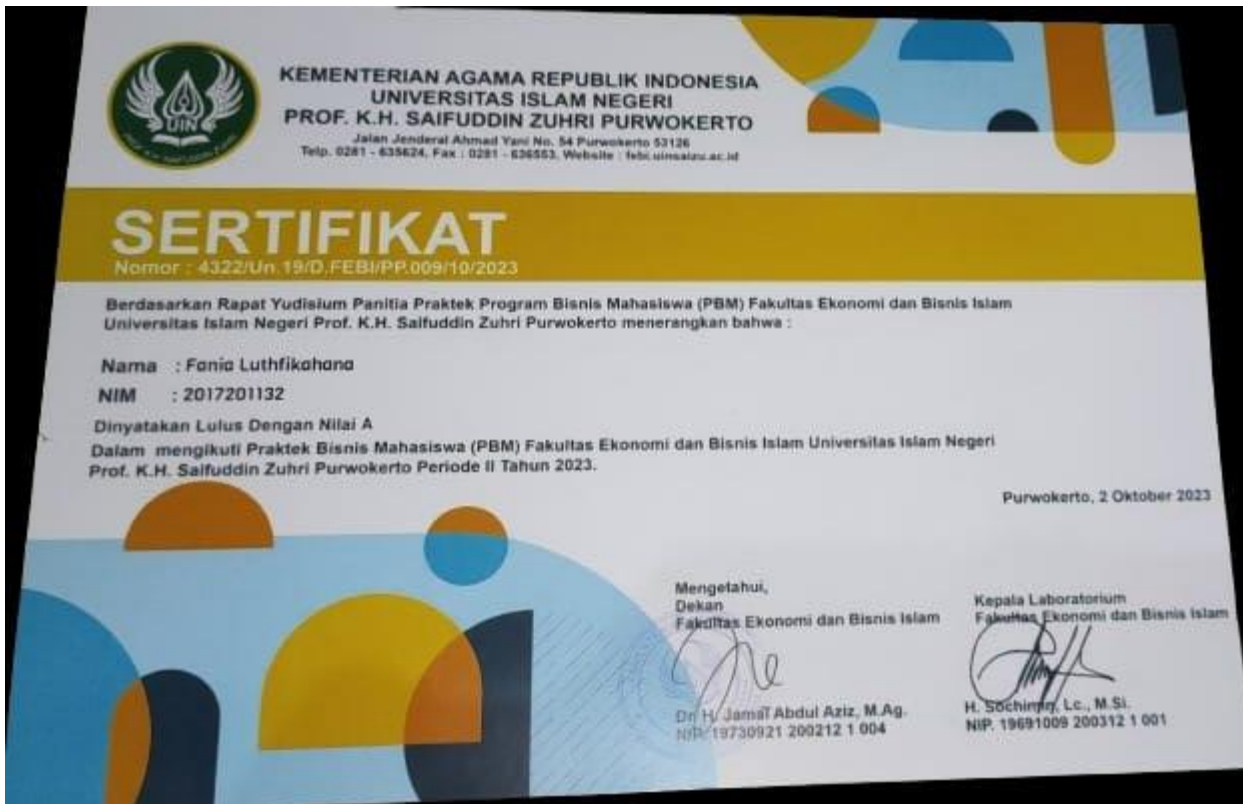 UIN
KEMENTERIAN AGAMA REPUBLIK INDONESIA
UNIVERSITAS ISLAM NEGERI
PROF. K.H. SAIFUDDIN ZUHRI PURWOKERTO
Jalan Jenderal Ahmad Yani No. 54 Purwokerto 53126
Telp. 0281 - 635624, Fax : 0281 - 636553, Website : febi.uinsaizu.ac.id
SERTIFIKAT
Nomor : 4322/Un.19/D.FEBI/PP.009/10/2023
Berdasarkan Rapat Yudisium Panitia Praktek Program Bisnis Mahasiswa (PBM) Fakultas Ekonomi dan Bisnis Islam
Universitas Islam Negeri Prof. K.H. Saifuddin Zuhri Purwokerto menerangkan bahwa :
Nama : Fania Luthfikahana
NIM : 2017201132
Dinyatakan Lulus Dengan Nilai A
Dalam mengikuti Praktek Bisnis Mahasiswa (PBM) Fakultas Ekonomi dan Bisnis Islam Universitas Islam Negeri
Prof. K.H. Saifuddin Zuhri Purwokerto Periode II Tahun 2023.
Purwokerto, 2 Oktober 2023
Mengetahui,
Dekan
Fakultas Ekonomi dan Bisnis Islam
Dr. H. Jamal Abdul Aziz, M.Ag.
NIP. 19730921 200212 1 004
Kepala Laboratorium
Fakultas Ekonomi dan Bisnis Islam
H. Sochimin, Lc., M.Si.
NIP. 19691009 200312 1 001